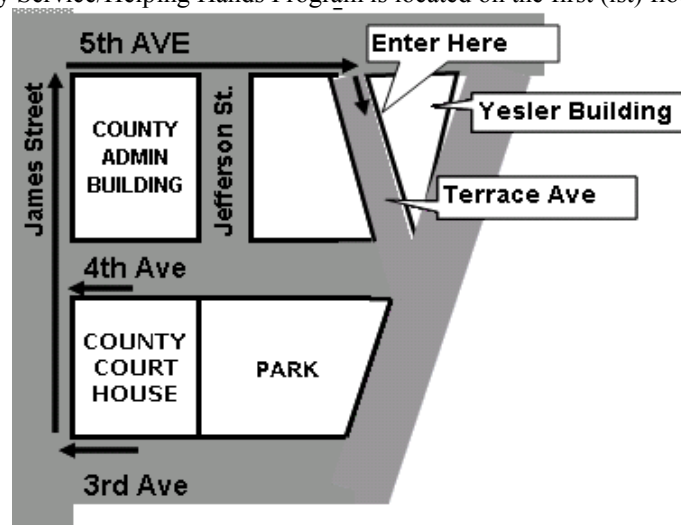 y Service/Helping Hands Program is located on the first (ist) flo
5th AVE
Enter Here
James Street
COUNTY
ADMIN
BUILDING
Jefferson St.
Yesler Building
Terrace Ave
4th Ave
COUNTY
COURT
HOUSE
PARK
3rd Ave